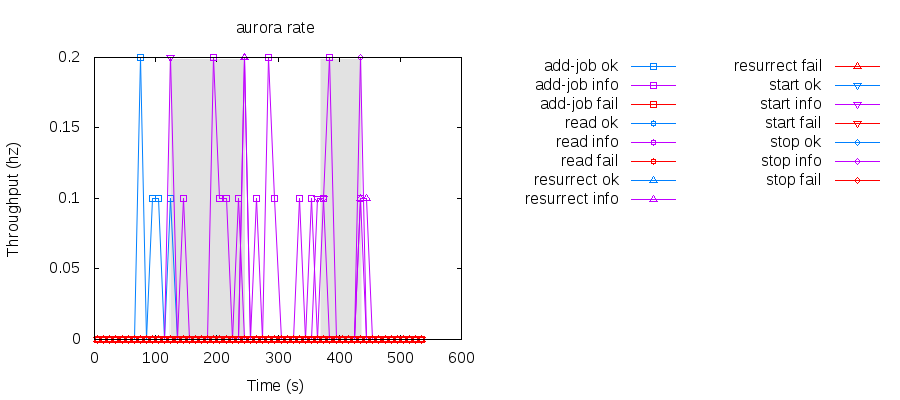 aurora rate
Throughput (hz)
0.2
0.15
0.1
0.05
0
0 100 200 300 400 500 600
Time (s)
add-job ok
add-job info
add-job fail
read ok
read info
read fail
resurrect ok
resurrect info
resurrect fail
start ok
start info
start fail
stop ok
stop info
stop fail